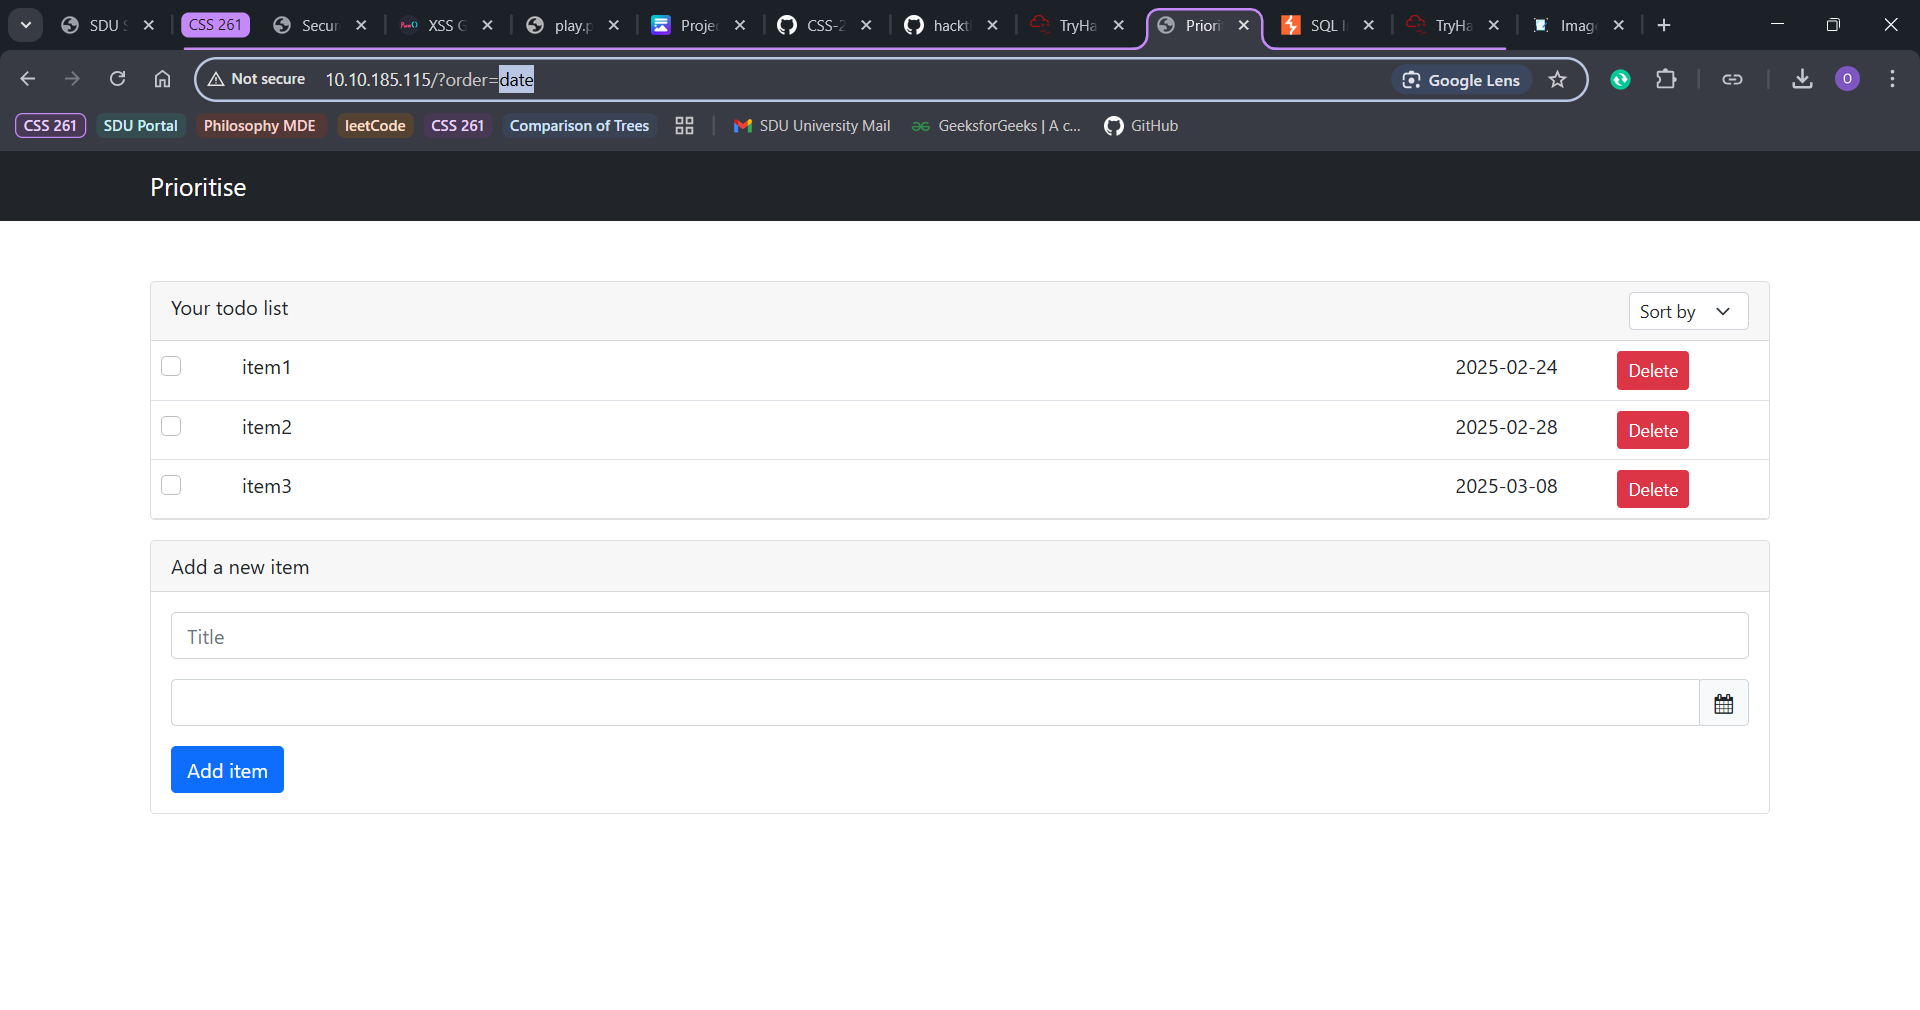 SDU S CSS 261 Secur XSS G play.p Projec CSS-2 hackth TryHa Priori SQL I TryHa Imag
Not secure 10.10.185.115/?order=date Google Lens O
CSS 261 SDU Portal Philosophy MDE leetCode CSS 261 Comparison of Trees SDU University Mail GeeksforGeeks | A c... GitHub
Prioritise
Your todo list Sort by
item1 2025-02-24 Delete
item2 2025-02-28 Delete
item3 2025-03-08 Delete
Add a new item
Title
Add item